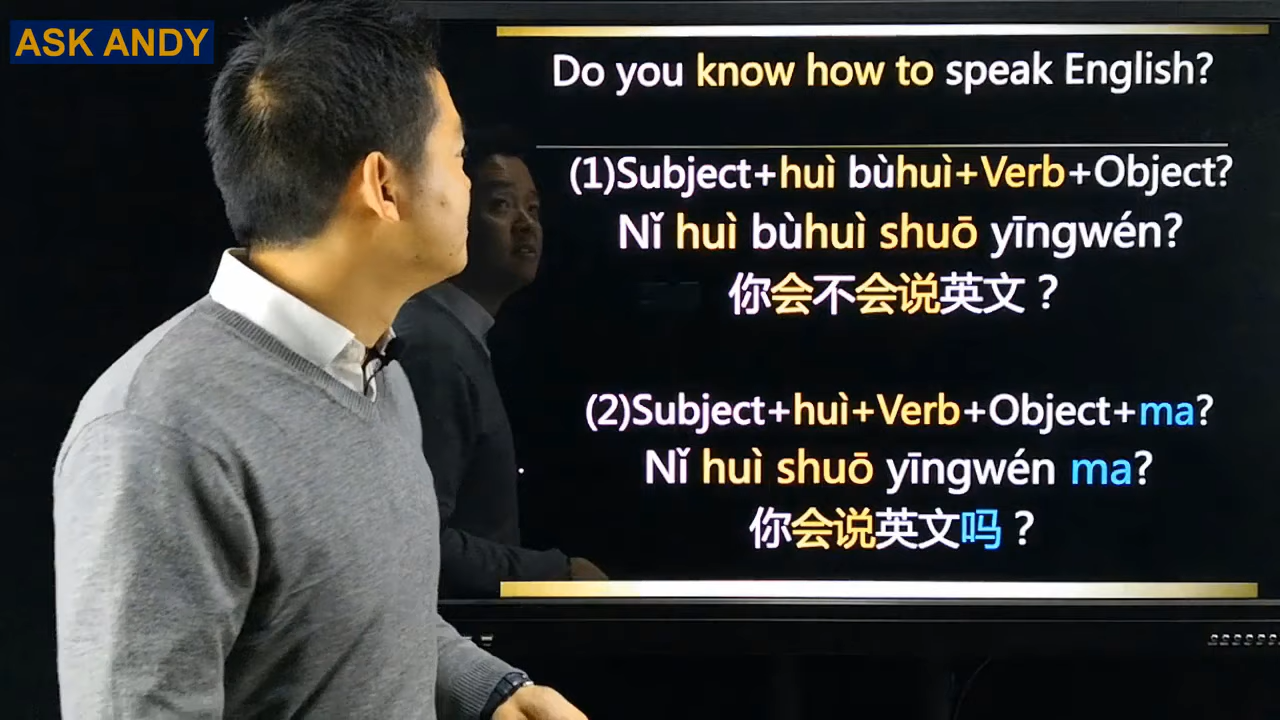 ASK ANDY
Do you know how to speak English?
(1)Subject+huì bùhuì+Verb+Object?
Nǐ huì bùhuì shuō yīngwén?
你会不会说英文？
(2)Subject+huì+Verb+Object+ma?
Nǐ huì shuō yīngwén ma?
你会说英文吗？